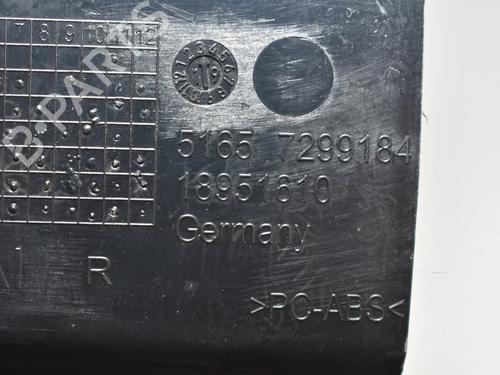 7 8 9 10 11 12
5165 7299184
18951610
Germany
R
>PC-ABS<